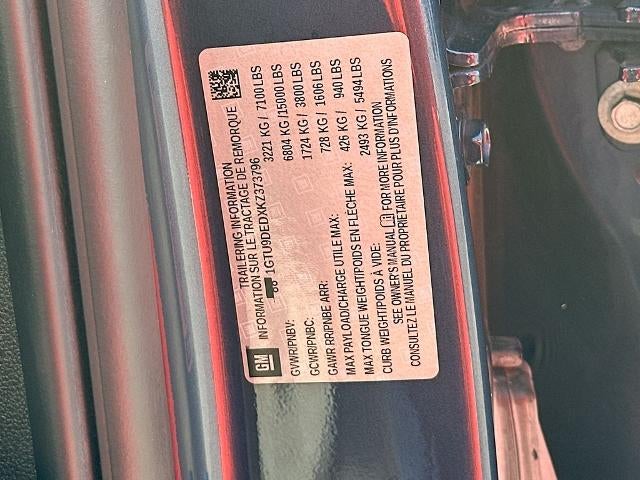 GM
TRAILERING INFORMATION
INFORMATION SUR LE TRACTAGE DE REMORQUE
1GTU9DEDXKZ373796
GVWR/PNBV: 3221 KG / 7100 LBS
GCWR/PNBC: 6804 KG /15000 LBS
GAWR RR/PNBE ARR: 1724 KG / 3800 LBS
MAX PAYLOAD/CHARGE UTILE MAX: 728 KG / 1606 LBS
MAX TONGUE WEIGHT/POIDS EN FLÈCHE MAX: 426 KG / 940 LBS
CURB WEIGHT/POIDS À VIDE: 2493 KG / 5494 LBS
SEE OWNER'S MANUAL FOR MORE INFORMATION
CONSULTEZ LE MANUEL DU PROPRIÉTAIRE POUR PLUS D'INFORMATIONS